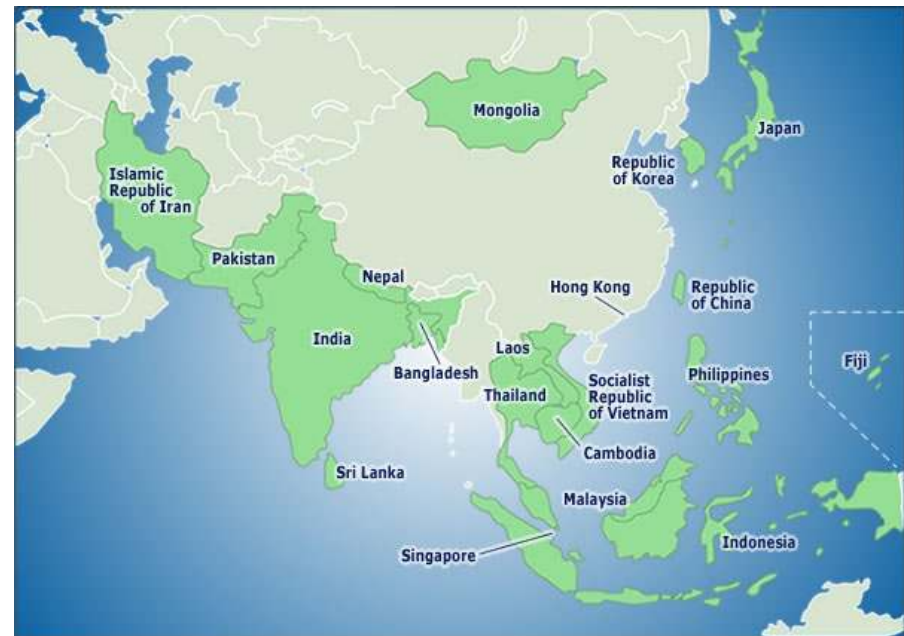 Mongolia
Japan
Republic
of Korea
Islamic
Republic
of Iran
Pakistan
Nepal
Hong Kong
Republic
of China
India
Laos
Bangladesh
Fiji
Philippines
Thailand
Socialist
Republic
of Vietnam
Cambodia
Sri Lanka
Malaysia
Indonesia
Singapore